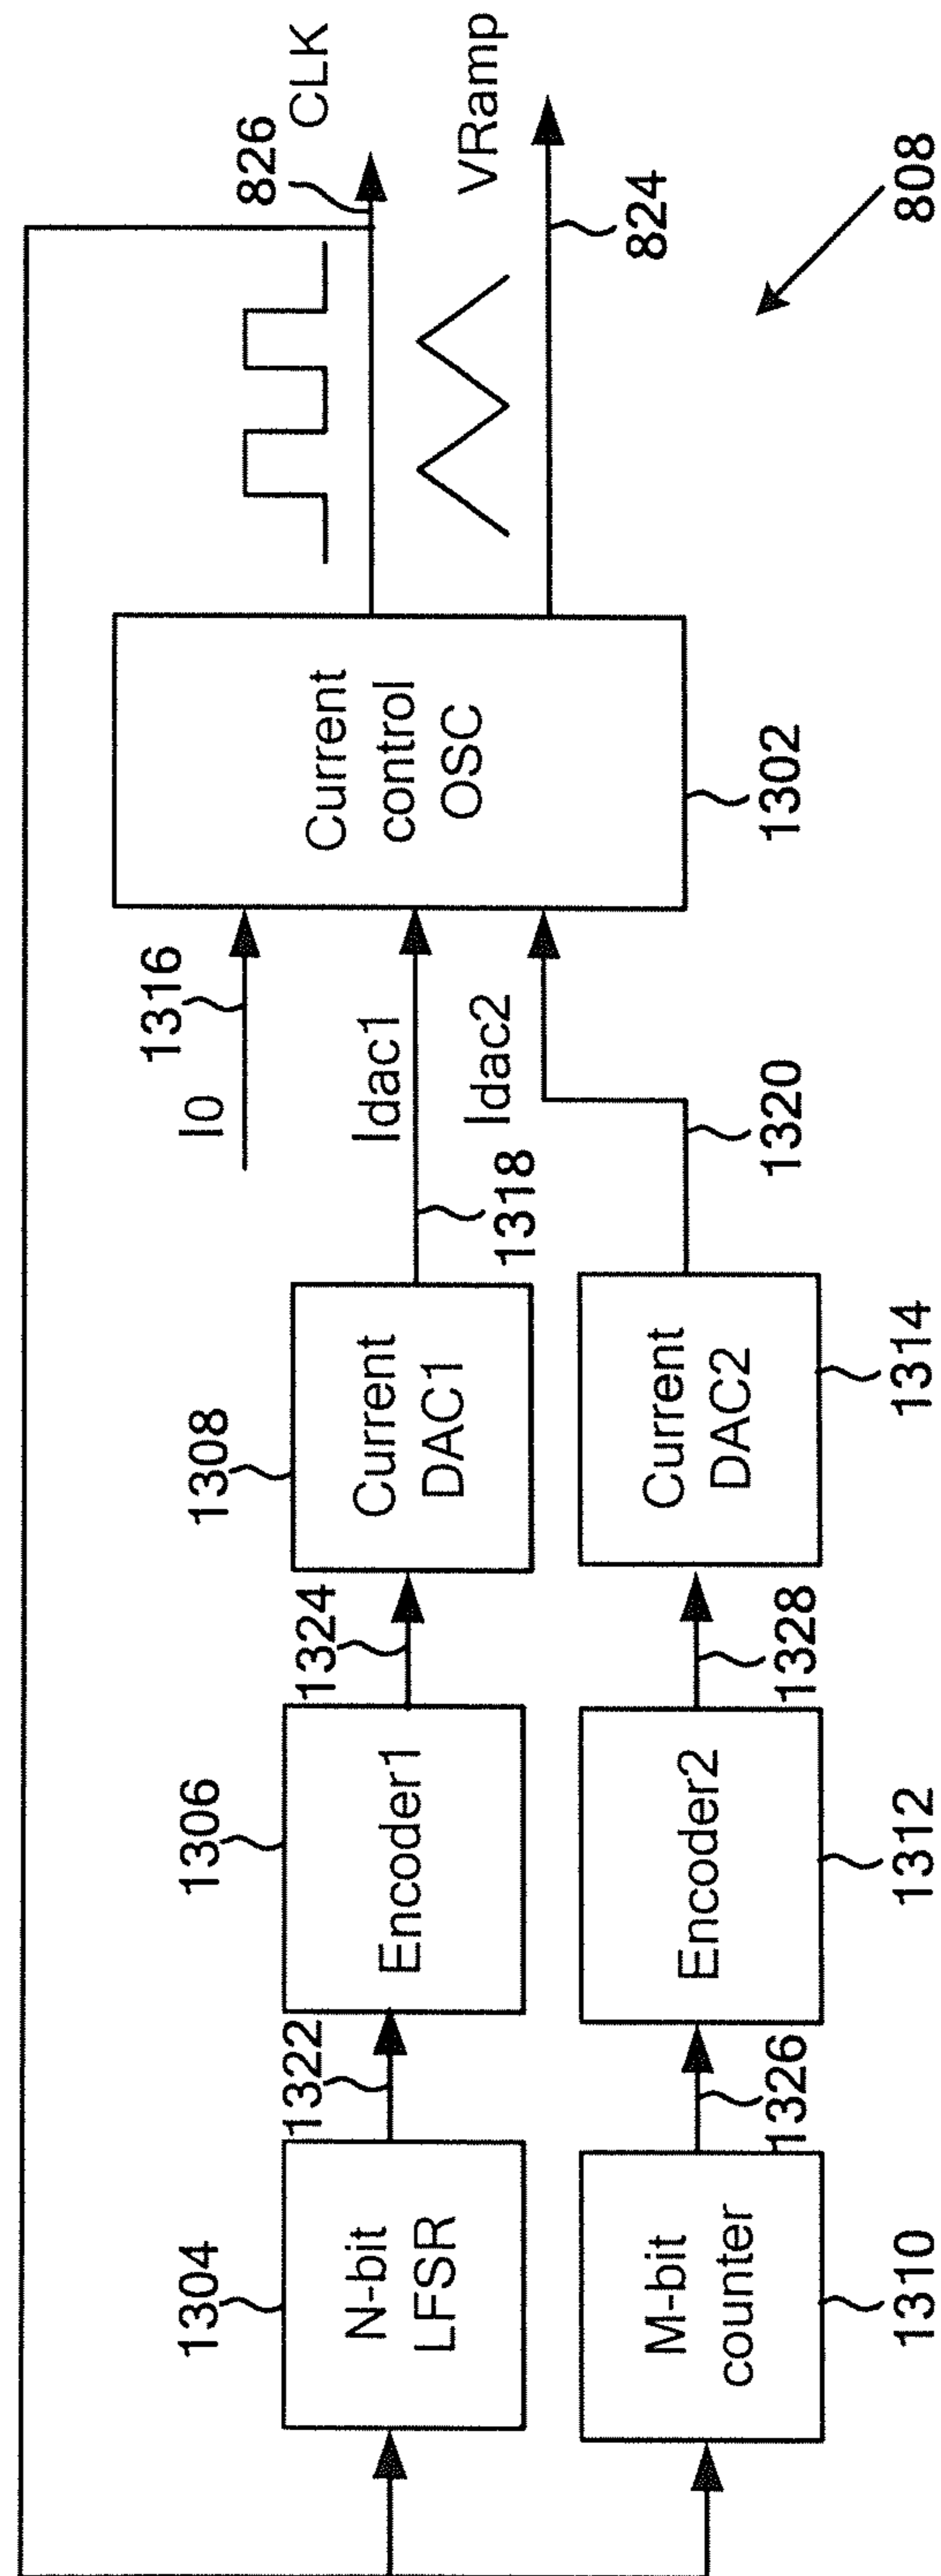 826
CLK
VRamp
824
808
Current
control
OSC
1302
I0
1316
Idac1
1318
Idac2
1320
1308
Current
DAC1
Current
DAC2
1314
1324
1328
1306
Encoder1
Encoder2
1312
1322
1326
1304
N-bit
LFSR
M-bit
counter
1310